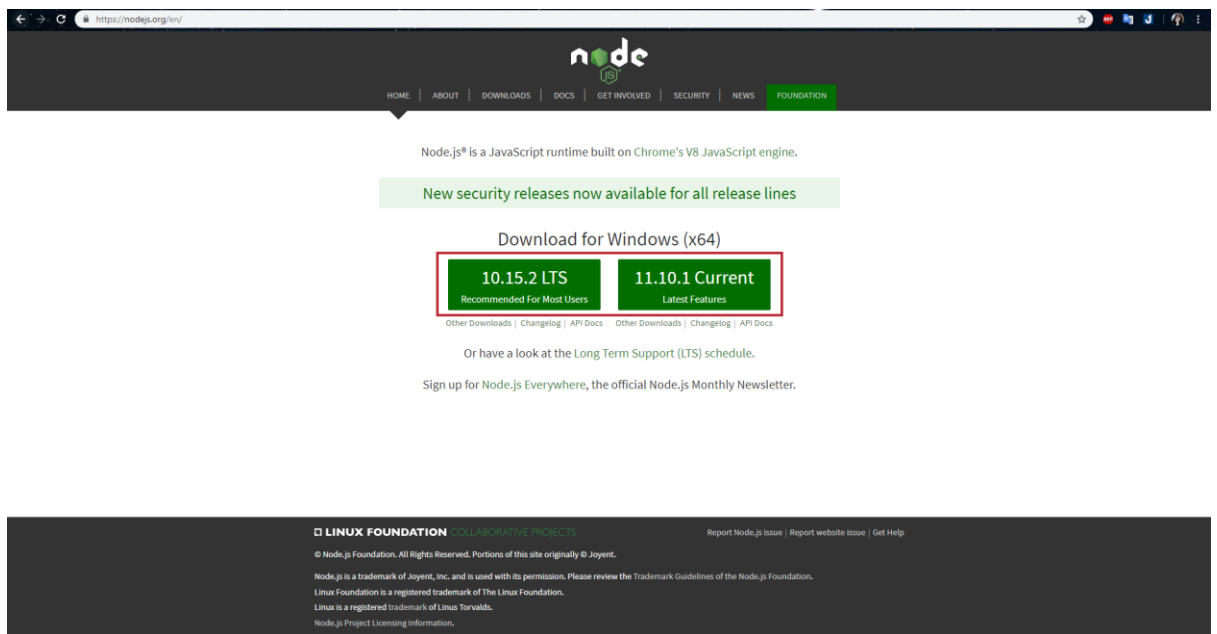 https://nodejs.org/en/
node
JS
HOME | ABOUT | DOWNLOADS | DOCS | GET INVOLVED | SECURITY | NEWS FOUNDATION
Node.js® is a JavaScript runtime built on Chrome's V8 JavaScript engine.
New security releases now available for all release lines
Download for Windows (x64)
10.15.2 LTS
Recommended For Most Users
11.10.1 Current
Latest Features
Other Downloads | Changelog | API Docs
Other Downloads | Changelog | API Docs
Or have a look at the Long Term Support (LTS) schedule.
Sign up for Node.js Everywhere, the official Node.js Monthly Newsletter.
LINUX FOUNDATION COLLABORATIVE PROJECTS
Report Node.js issue | Report website issue | Get Help
© Node.js Foundation. All Rights Reserved. Portions of this site originally © Joyent.
Node.js is a trademark of Joyent, Inc. and is used with its permission. Please review the Trademark Guidelines of the Node.js Foundation.
Linux Foundation is a registered trademark of The Linux Foundation.
Linux is a registered trademark of Linus Torvalds.
Node.js Project Licensing Information.